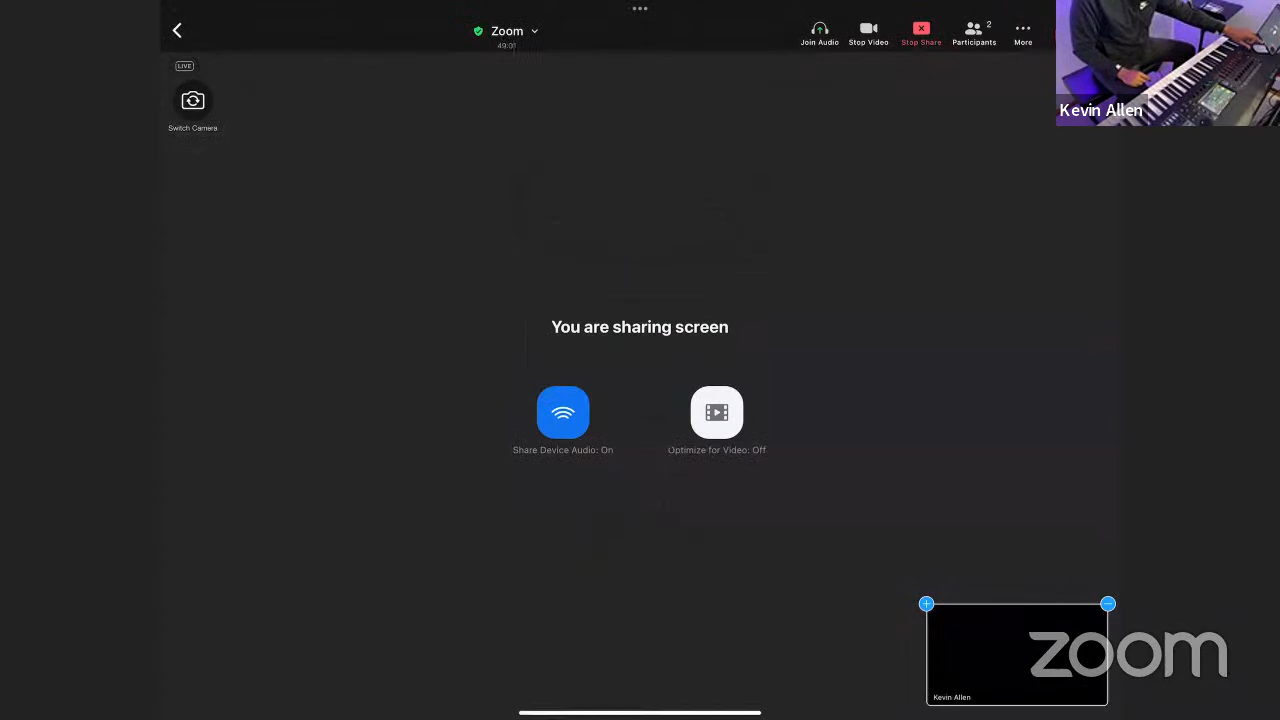 Zoom
49:01
Join Audio
Stop Video
Stop Share
2
Participants
More
LIVE
Switch Camera
Kevin Allen
You are sharing screen
Share Device Audio: On
Optimize for Video: Off
Kevin Allen
zoom